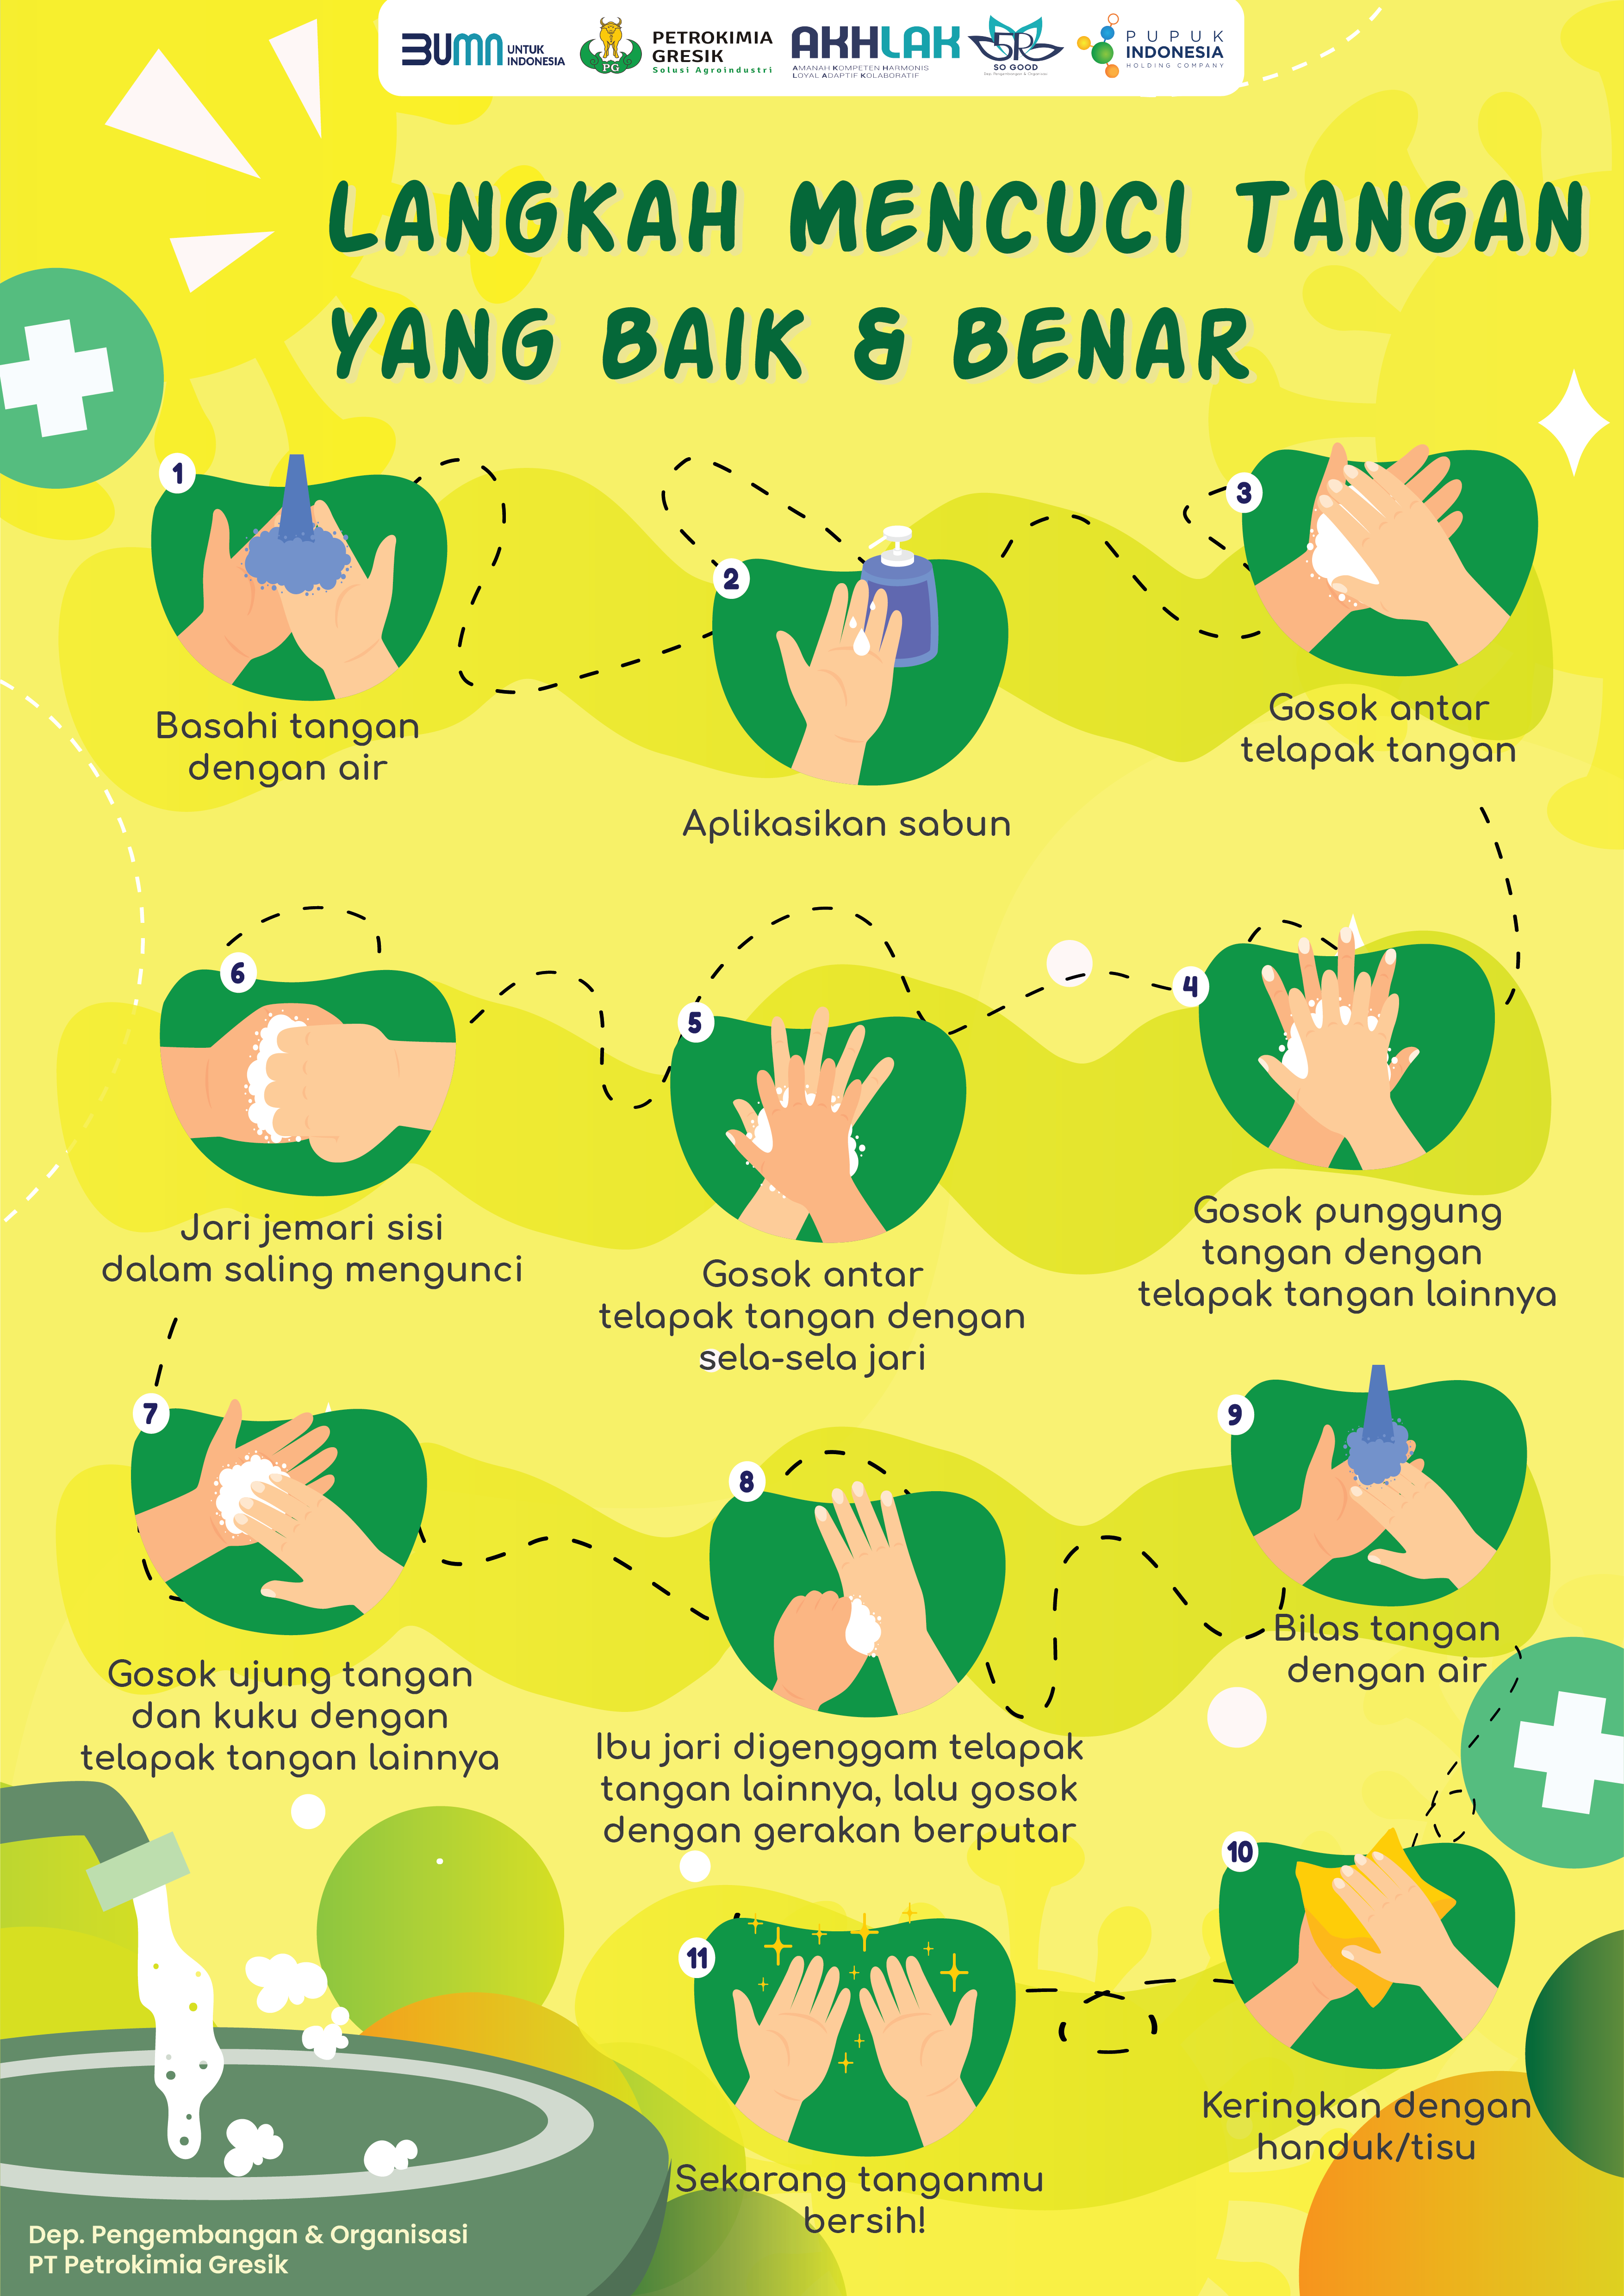 BUMN UNTUK INDONESIA
PG
PETROKIMIA GRESIK
Solusi Agroindustri
AKHLAK
AMANAH KOMPETEN HARMONIS
LOYAL ADAPTIF KOLABORATIF
5R
SO GOOD
PUPUK
INDONESIA
HOLDING COMPANY
LANGKAH MENCUCI TANGAN
YANG BAIK & BENAR
1
Basahi tangan
dengan air
2
Aplikasikan sabun
3
Gosok antar
telapak tangan
4
Gosok punggung
tangan dengan
telapak tangan lainnya
5
Gosok antar
telapak tangan dengan
sela-sela jari
6
Jari jemari sisi
dalam saling mengunci
7
Gosok ujung tangan
dan kuku dengan
telapak tangan lainnya
8
Ibu jari digenggam telapak
tangan lainnya, lalu gosok
dengan gerakan berputar
9
Bilas tangan
dengan air
10
Keringkan dengan
handuk/tisu
11
Sekarang tanganmu
bersih!
Dep. Pengembangan & Organisasi
PT Petrokimia Gresik